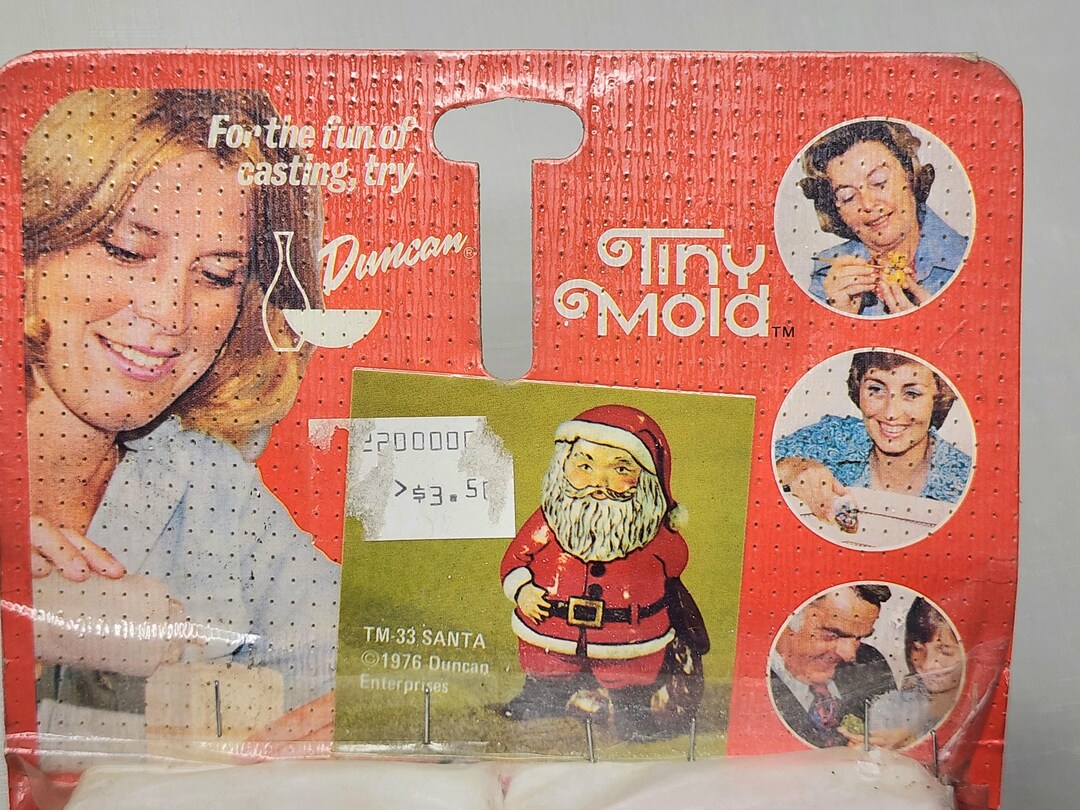 For the fun of
casting, try
Duncan®
Tiny
Mold™
>$3.50
TM-33 SANTA
©1976 Duncan
Enterprises